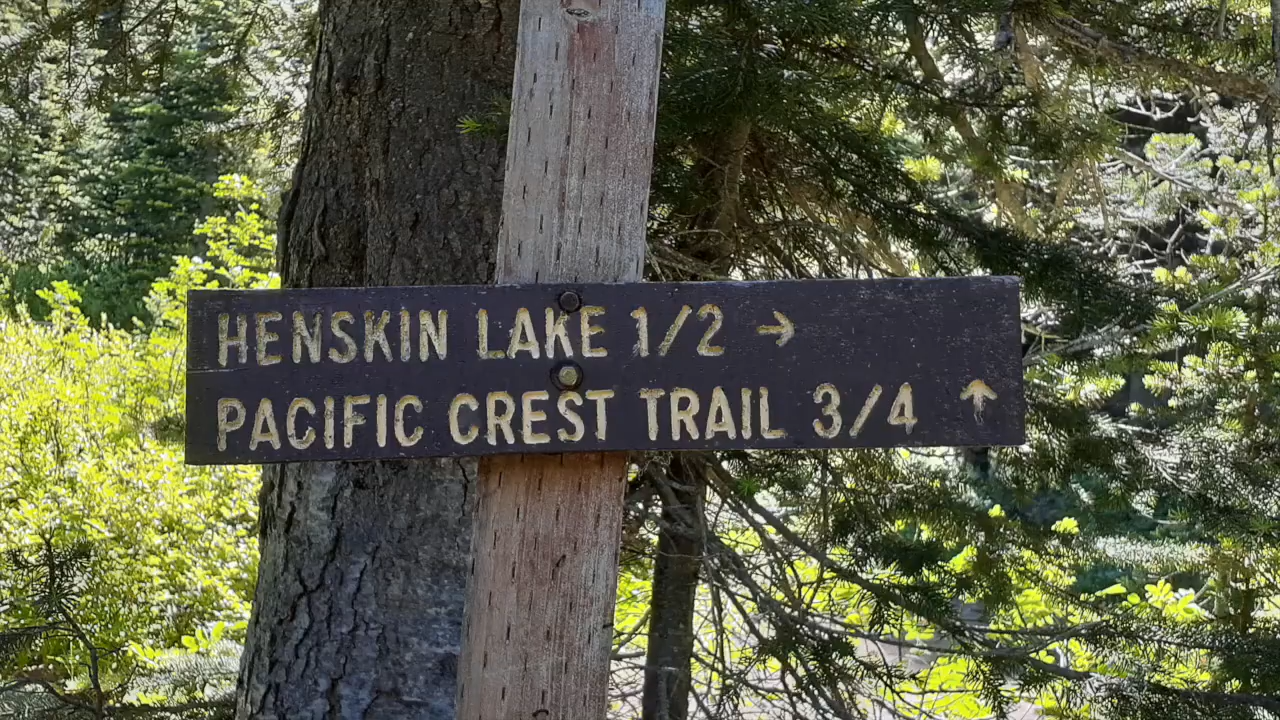 HENSKIN LAKE 1/2 →
PACIFIC CREST TRAIL 3/4 ↑